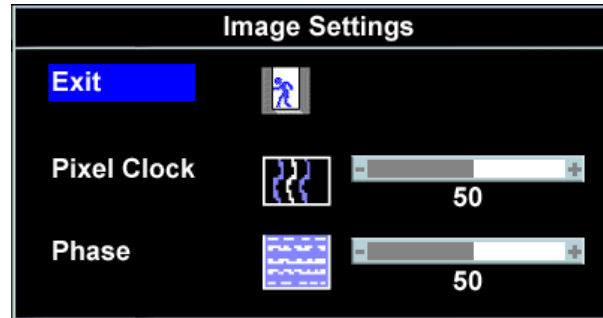 Image Settings
Exit
Pixel Clock
- +
50
Phase
- +
50